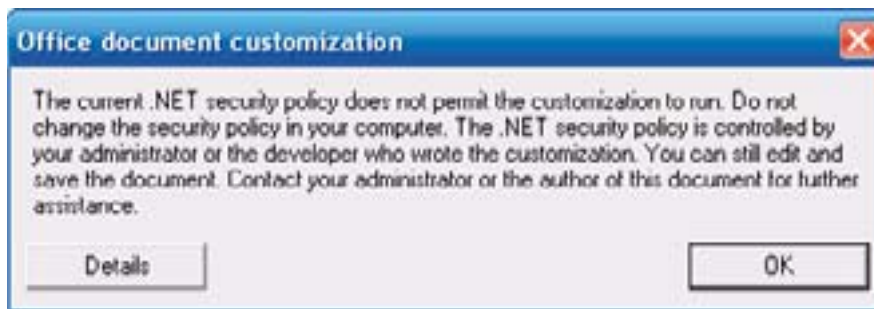 Office document customization
The current .NET security policy does not permit the customization to run. Do not
change the security policy in your computer. The .NET security policy is controlled by
your administrator or the developer who wrote the customization. You can still edit and
save the document. Contact your administrator or the author of this document for further
assistance.
Details OK